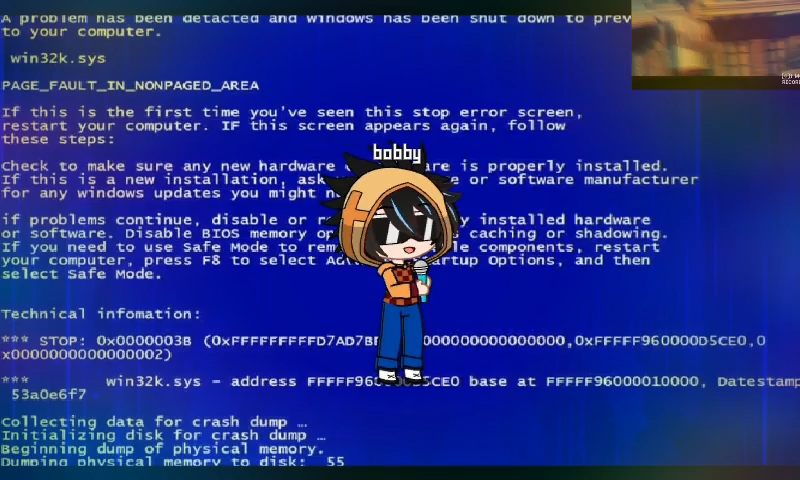 A problem has been detacted and windows has been shut down to prev
to your computer.
win32k.sys
PAGE_FAULT_IN_NONPAGED_AREA
If this is the first time you've seen this stop error screen,
restart your computer. IF this screen appears again, follow
these steps:
bobby
Check to make sure any new hardware is properly installed.
If this is a new installation, ask or software manufacturer
for any windows updates you might
if problems continue, disable or installed hardware
or software. Disable BIOS memory caching or shadowing.
If you need to use Safe Mode to components, restart
your computer, press F8 to select Options, and then
select Safe Mode.
Technical infomation:
*** STOP: 0x0000003B (0xFFFFFFFFFD7AD7B 000000000000000,0xFFFFF960000D5CE0,0
x0000000000000002)
*** win32k.sys - address FFFFF96 CE0 base at FFFFF96000010000, Datestamp
53a0e6f7
Collecting data for crash dump ...
Initializing disk for crash dump ...
Beginning dump of physical memory.
Dumping physical memory to disk: 55